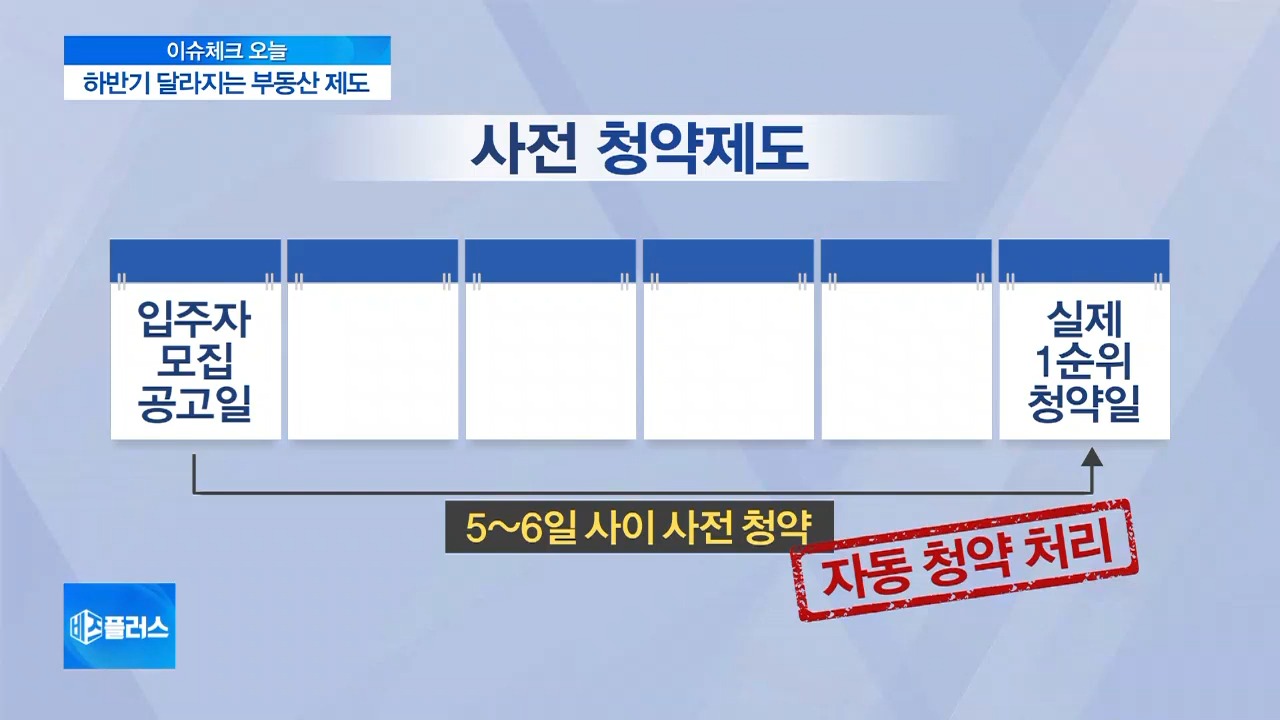 이슈체크 오늘
하반기 달라지는 부동산 제도
사전 청약제도
입주자
모집
공고일
실제
1순위
청약일
5~6일 사이 사전 청약
자동 청약 처리
비즈플러스